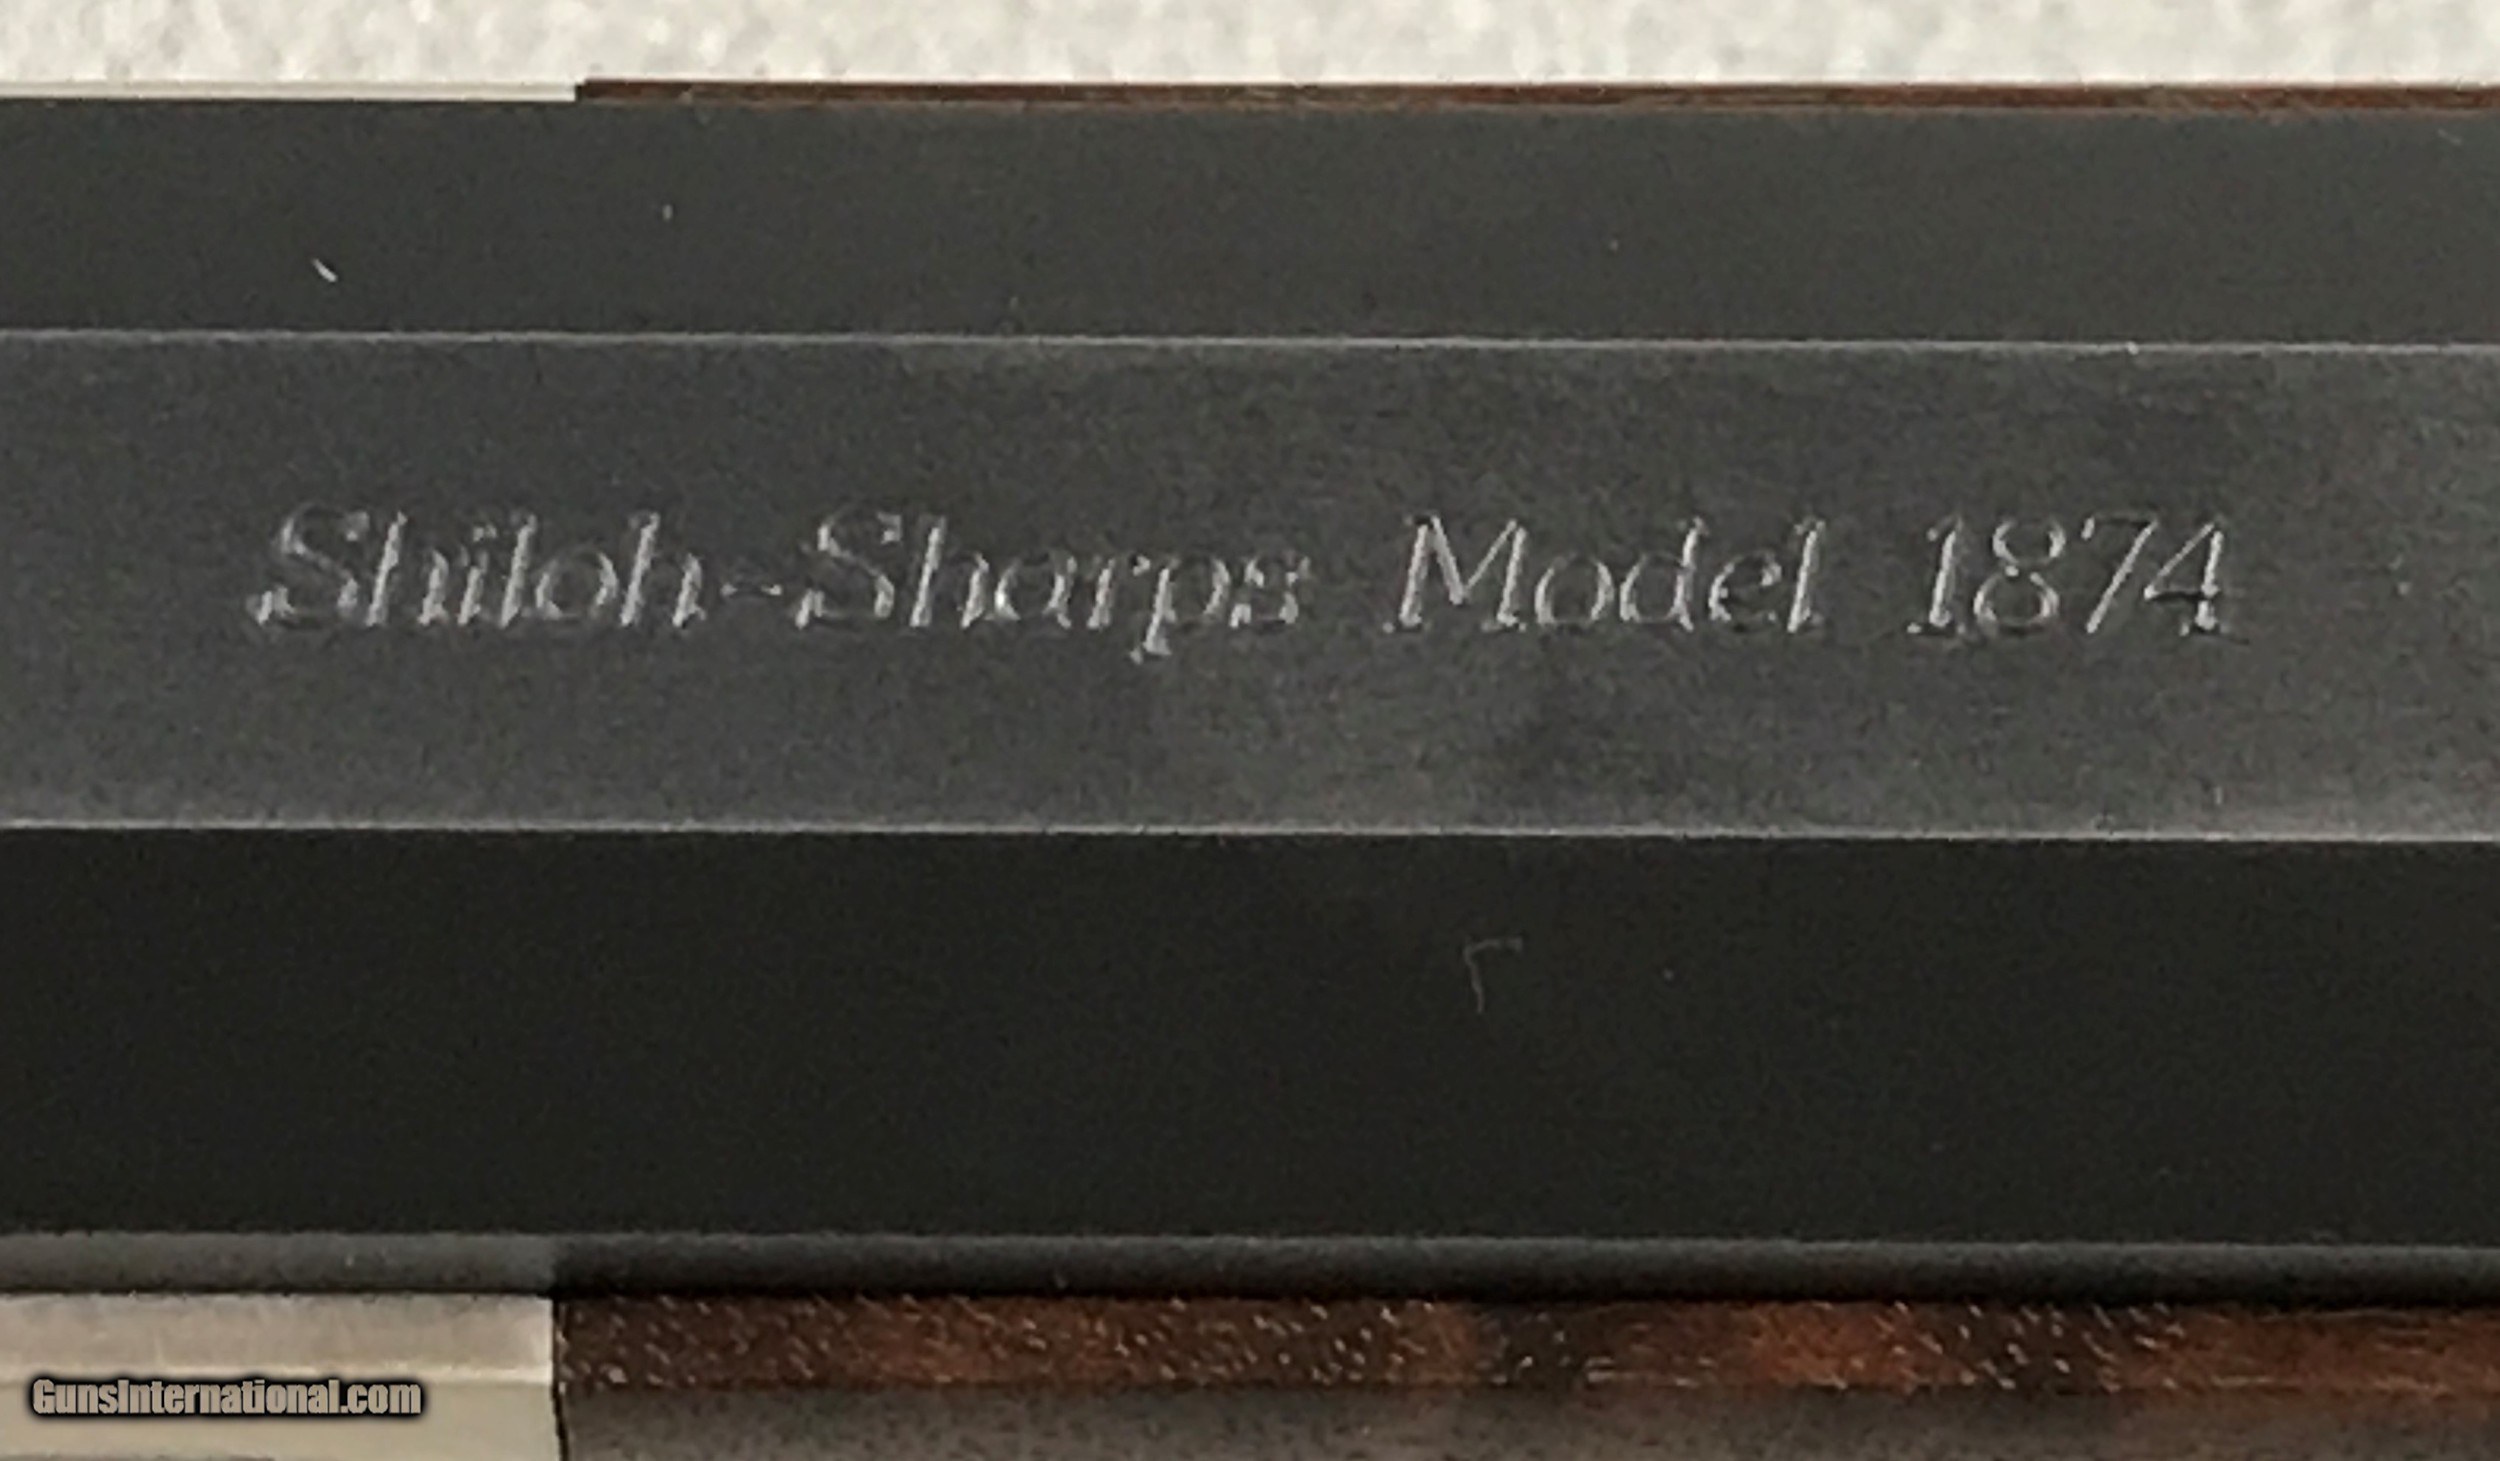 Shiloh-Sharps Model 1874
GunsInternational.com